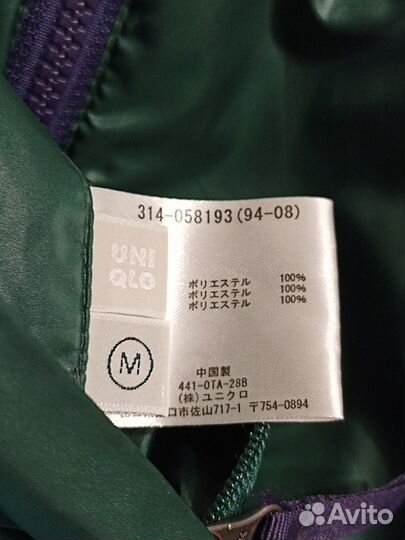 314-058193(94-08)
UNI
QLO
ポリエステル 100%
ポリエステル 100%
ポリエステル 100%
M
中国製
441-OTA-28B
(株)ユニクロ
口市佐山717-1 〒754-0894
Avito